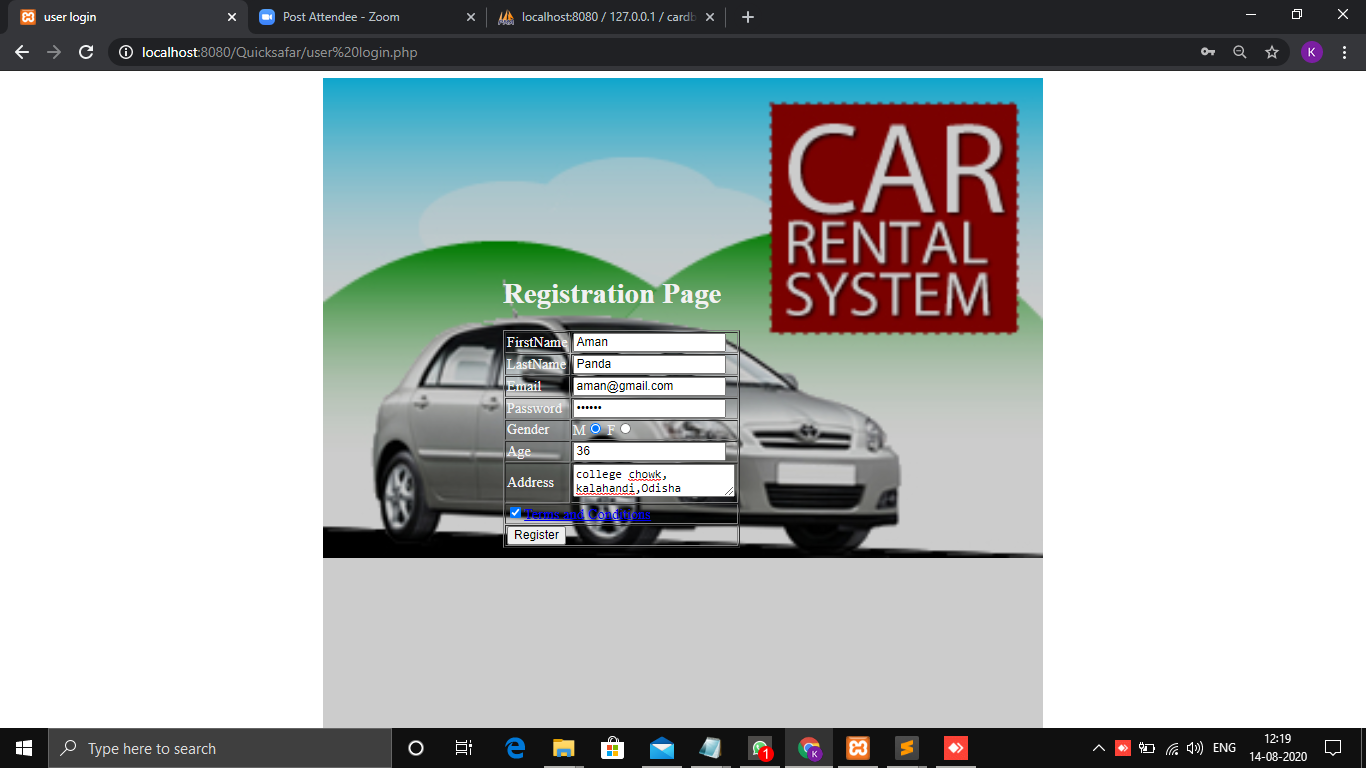 user login
Post Attendee - Zoom
localhost:8080 / 127.0.0.1 / cardb
localhost:8080/Quicksafar/user%20login.php
K
CAR
RENTAL
SYSTEM
Registration Page
FirstName Aman
LastName Panda
Email aman@gmail.com
Password ••••••
Gender M F
Age 36
Address college chowk,
kalahandi,Odisha
Terms and Conditions
Register
Type here to search
1
K
ENG
12:19
14-08-2020